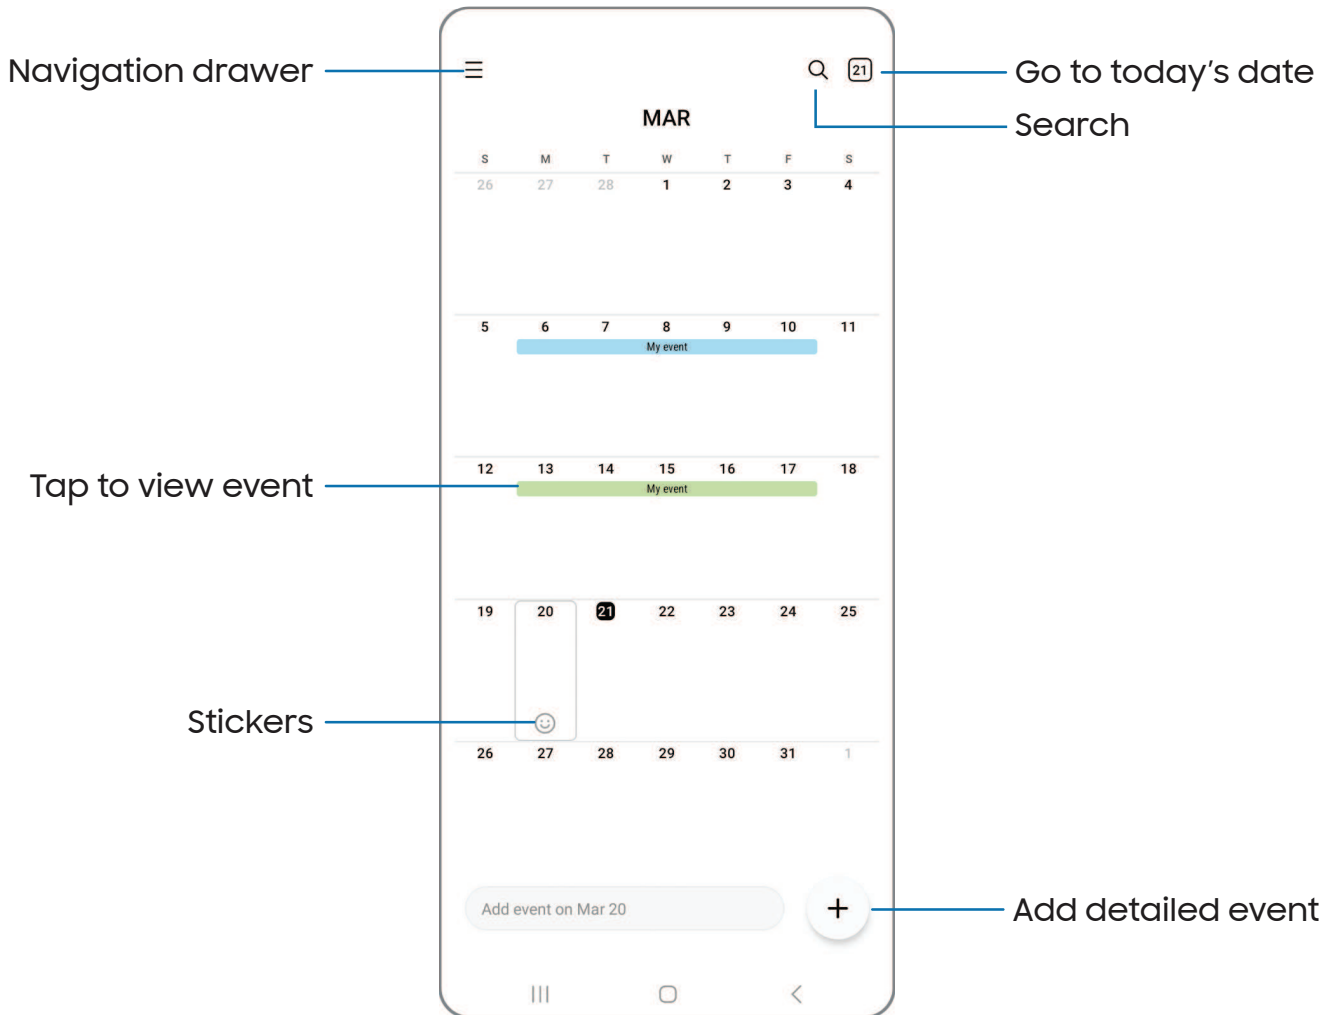 Navigation drawer
21
Go to today's date
Search
MAR
S M T W T F S
26 27 28 1 2 3 4
5 6 7 8 9 10 11
My event
12 13 14 15 16 17 18
Tap to view event
My event
19 20 21 22 23 24 25
Stickers
26 27 28 29 30 31 1
Add event on Mar 20
Add detailed event